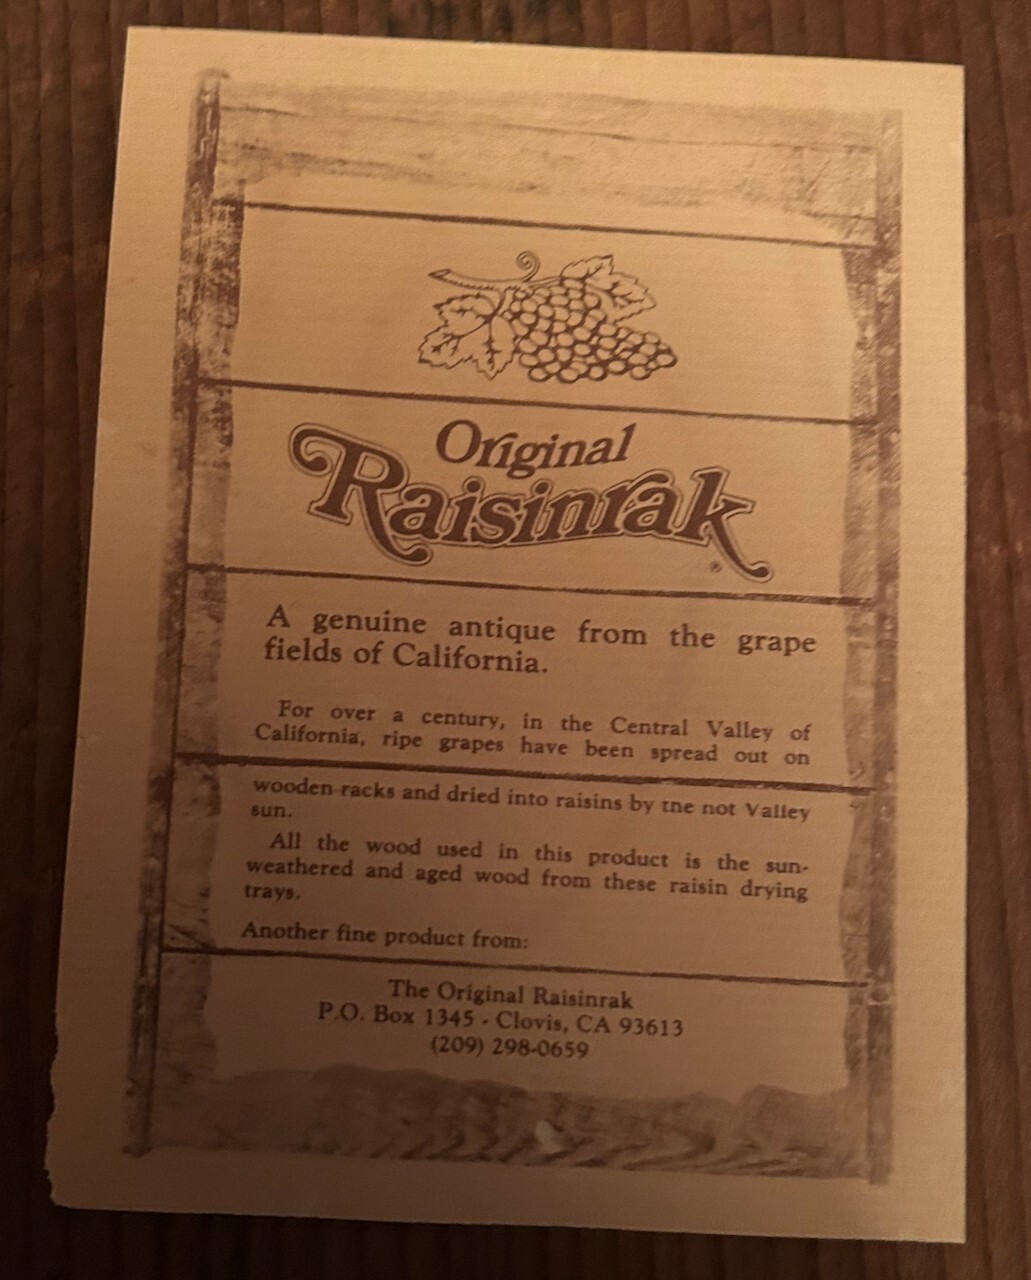 Original
Raisinrak
®
A genuine antique from the grape
fields of California.
For over a century, in the Central Valley of
California, ripe grapes have been spread out on
wooden racks and dried into raisins by the hot Valley
sun.
All the wood used in this product is the sun-
weathered and aged wood from these raisin drying
trays.
Another fine product from:
The Original Raisinrak
P.O. Box 1345 - Clovis, CA 93613
(209) 298-0659